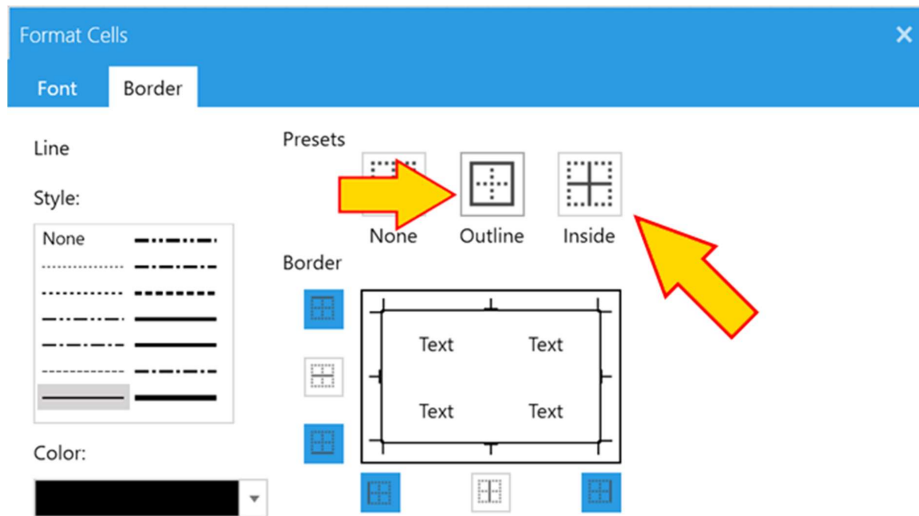 Format Cells
Font Border
Line
Presets
Style:
None
None Outline Inside
Border
Text Text
Text Text
Color: